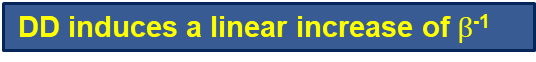 DD induces a linear increase of β⁻¹